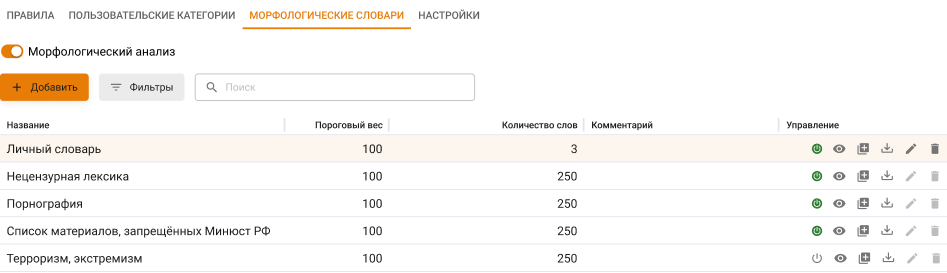 ПРАВИЛА ПОЛЬЗОВАТЕЛЬСКИЕ КАТЕГОРИИ МОРФОЛОГИЧЕСКИЕ СЛОВАРИ НАСТРОЙКИ
Морфологический анализ
+ Добавить Фильтры Поиск
Название Пороговый вес Количество слов Комментарий Управление
Личный словарь 100 3
Нецензурная лексика 100 250
Порнография 100 250
Список материалов, запрещённых Минюст РФ 100 250
Терроризм, экстремизм 100 250